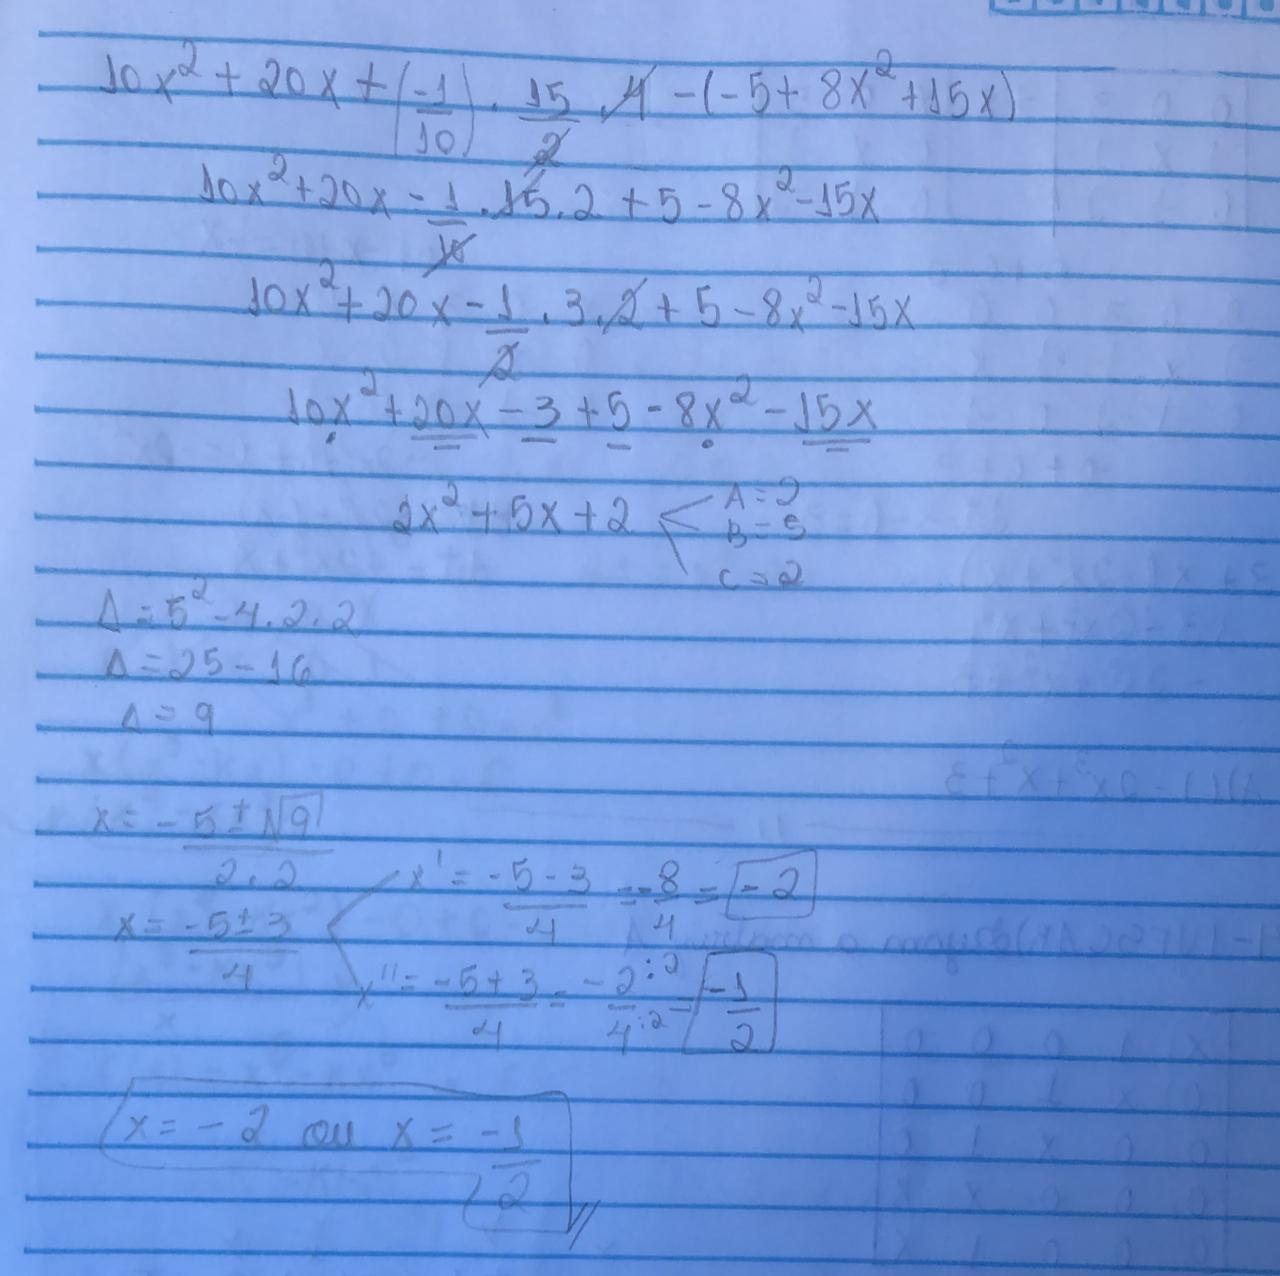 10x² + 20x + (-1/10) · 15/2 · 4 - (-5 + 8x² + 15x)
10x² + 20x - 1/10 · 15 · 2 + 5 - 8x² - 15x
10x² + 20x - 1/2 · 3 · 2 + 5 - 8x² - 15x
10x² + 20x - 3 + 5 - 8x² - 15x
2x² + 5x + 2 < A = 2
B = 5
C = 2
Δ = 5² - 4 . 2 . 2
Δ = 25 - 16
Δ = 9
x = -5 ± √9 / 2 . 2
x' = -5 - 3 / 4 = -8/4 = -2
x = -5 ± 3 / 4
x'' = -5 + 3 / 4 = -2 :2 / 4 :2 = -1/2
x = -2 ou x = -1/2